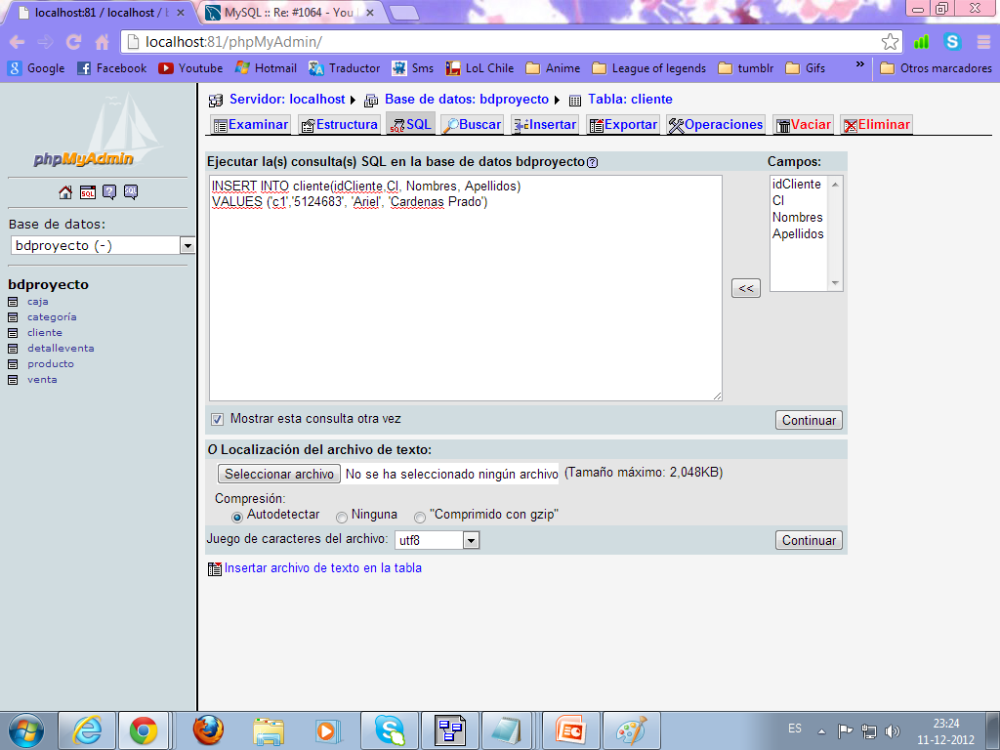 localhost:81 / localhost / b
MySQL :: Re: #1064 - You
localhost:81/phpMyAdmin/
Google Facebook Youtube Hotmail Traductor Sms LoL Chile Anime League of legends tumblr Gifs » Otros marcadores
phpMyAdmin
Base de datos:
bdproyecto (-)
bdproyecto
caja
categoría
cliente
detalleventa
producto
venta
Servidor: localhost Base de datos: bdproyecto Tabla: cliente
Examinar Estructura SQL Buscar Insertar Exportar Operaciones Vaciar Eliminar
Ejecutar la(s) consulta(s) SQL en la base de datos bdproyecto
INSERT INTO cliente(idCliente,CI, Nombres, Apellidos)
VALUES ('c1','5124683', 'Ariel', 'Cardenas Prado')
Campos:
idCliente
CI
Nombres
Apellidos
<<
Mostrar esta consulta otra vez Continuar
O Localización del archivo de texto:
Seleccionar archivo No se ha seleccionado ningún archivo (Tamaño máximo: 2,048KB)
Compresión:
Autodetectar Ninguna "Comprimido con gzip"
Juego de caracteres del archivo: utf8 Continuar
Insertar archivo de texto en la tabla
ES 23:24
11-12-2012